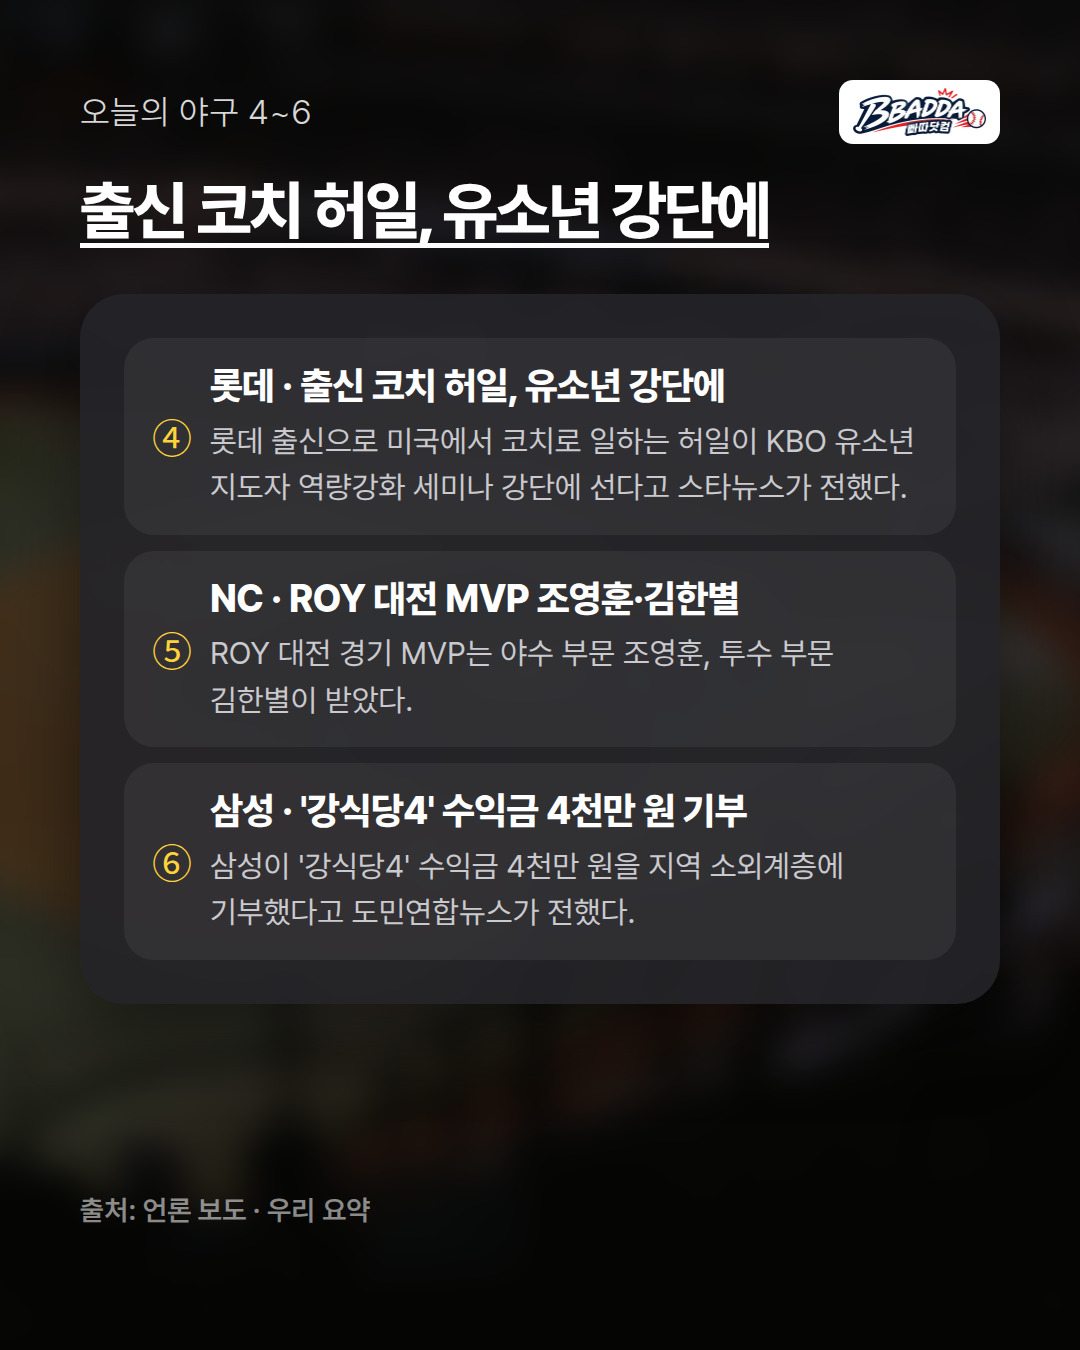 오늘의 야구 4~6
BBADDA
빠따닷컴
출신 코치 허일, 유소년 강단에
롯데 · 출신 코치 허일, 유소년 강단에
④ 롯데 출신으로 미국에서 코치로 일하는 허일이 KBO 유소년
지도자 역량강화 세미나 강단에 선다고 스타뉴스가 전했다.
NC · ROY 대전 MVP 조영훈·김한별
⑤ ROY 대전 경기 MVP는 야수 부문 조영훈, 투수 부문
김한별이 받았다.
삼성 · '강식당4' 수익금 4천만 원 기부
⑥ 삼성이 '강식당4' 수익금 4천만 원을 지역 소외계층에
기부했다고 도민연합뉴스가 전했다.
출처: 언론 보도 · 우리 요약